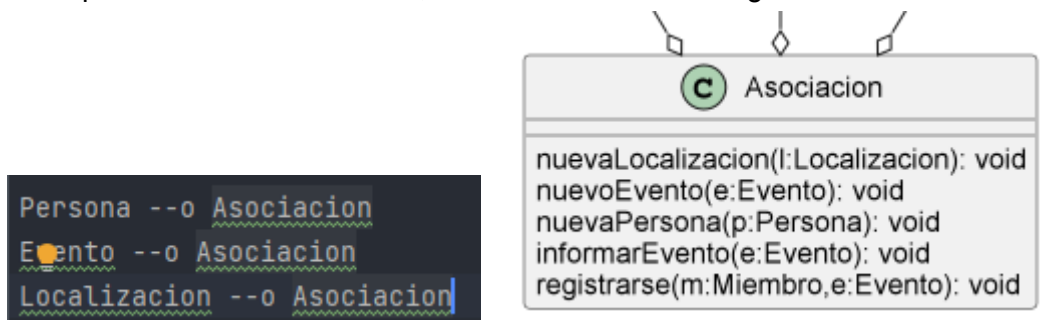 Persona --o Asociacion
Evento --o Asociacion
Localizacion --o Asociacion
C Asociacion
nuevaLocalizacion(l:Localizacion): void
nuevoEvento(e:Evento): void
nuevaPersona(p:Persona): void
informarEvento(e:Evento): void
registrarse(m:Miembro,e:Evento): void